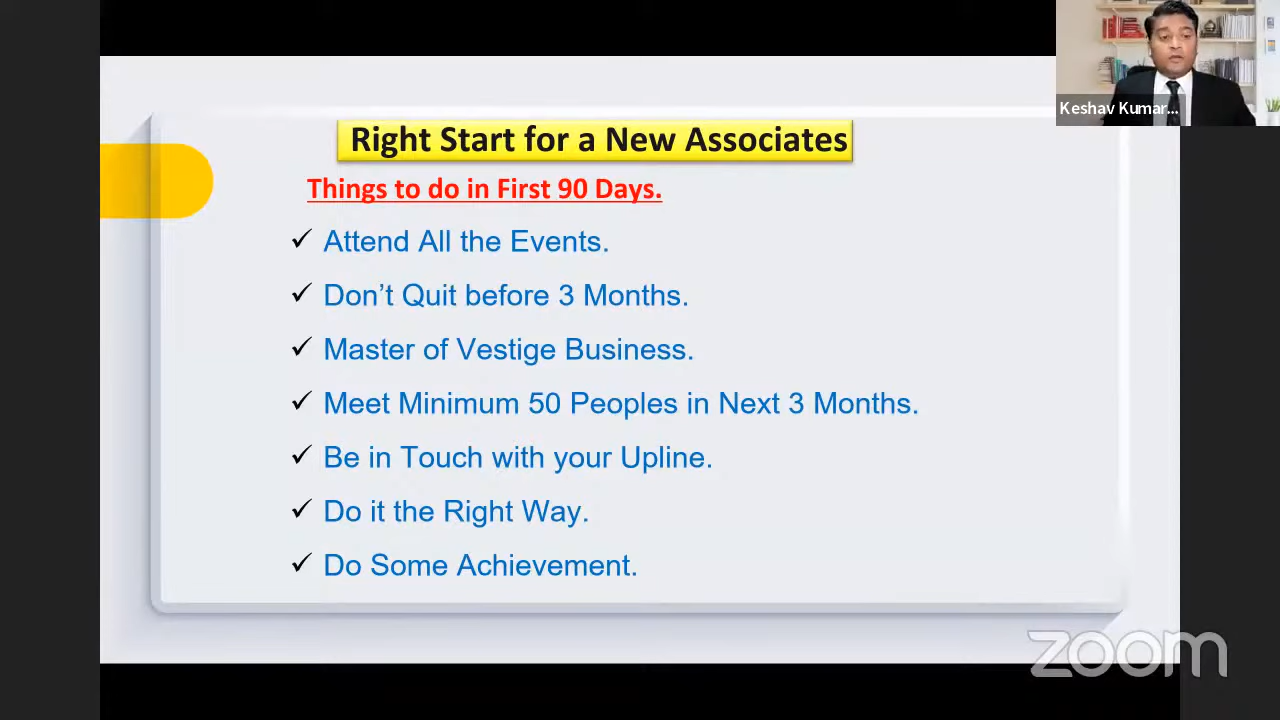 Keshav Kumar...
Right Start for a New Associates
Things to do in First 90 Days.
✓ Attend All the Events.
✓ Don’t Quit before 3 Months.
✓ Master of Vestige Business.
✓ Meet Minimum 50 Peoples in Next 3 Months.
✓ Be in Touch with your Upline.
✓ Do it the Right Way.
✓ Do Some Achievement.
zoom